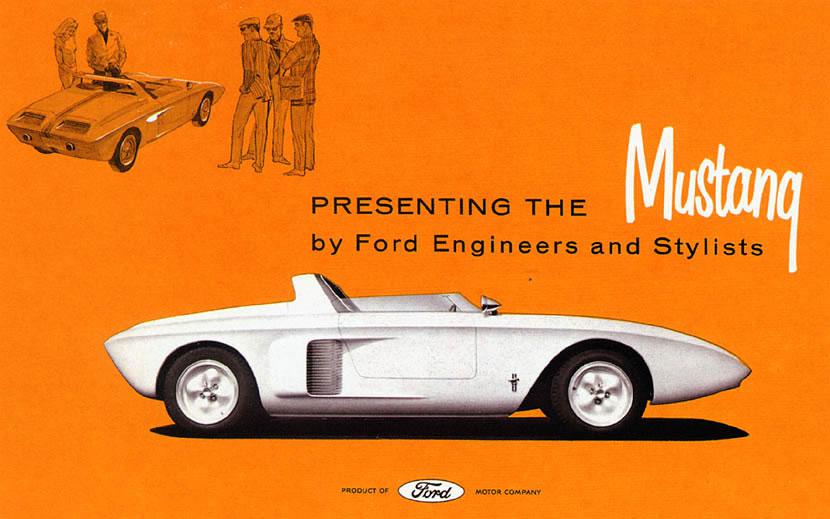 PRESENTING THE Mustang
by Ford Engineers and Stylists
PRODUCT OF Ford MOTOR COMPANY